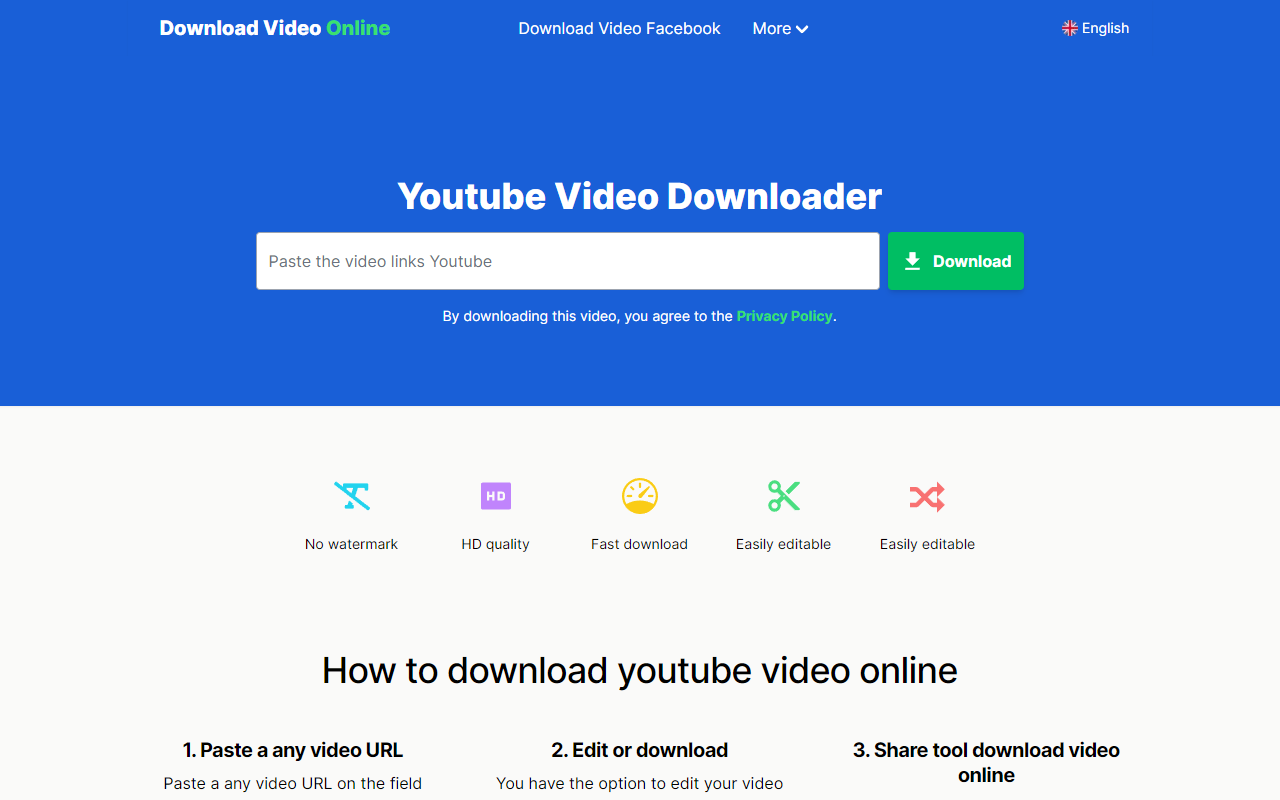 Download Video Online
Download Video Facebook
More
English
Youtube Video Downloader
Paste the video links Youtube
Download
By downloading this video, you agree to the Privacy Policy.
HD
No watermark
HD quality
Fast download
Easily editable
Easily editable
How to download youtube video online
1. Paste a any video URL
Paste a any video URL on the field
2. Edit or download
You have the option to edit your video
3. Share tool download video
online